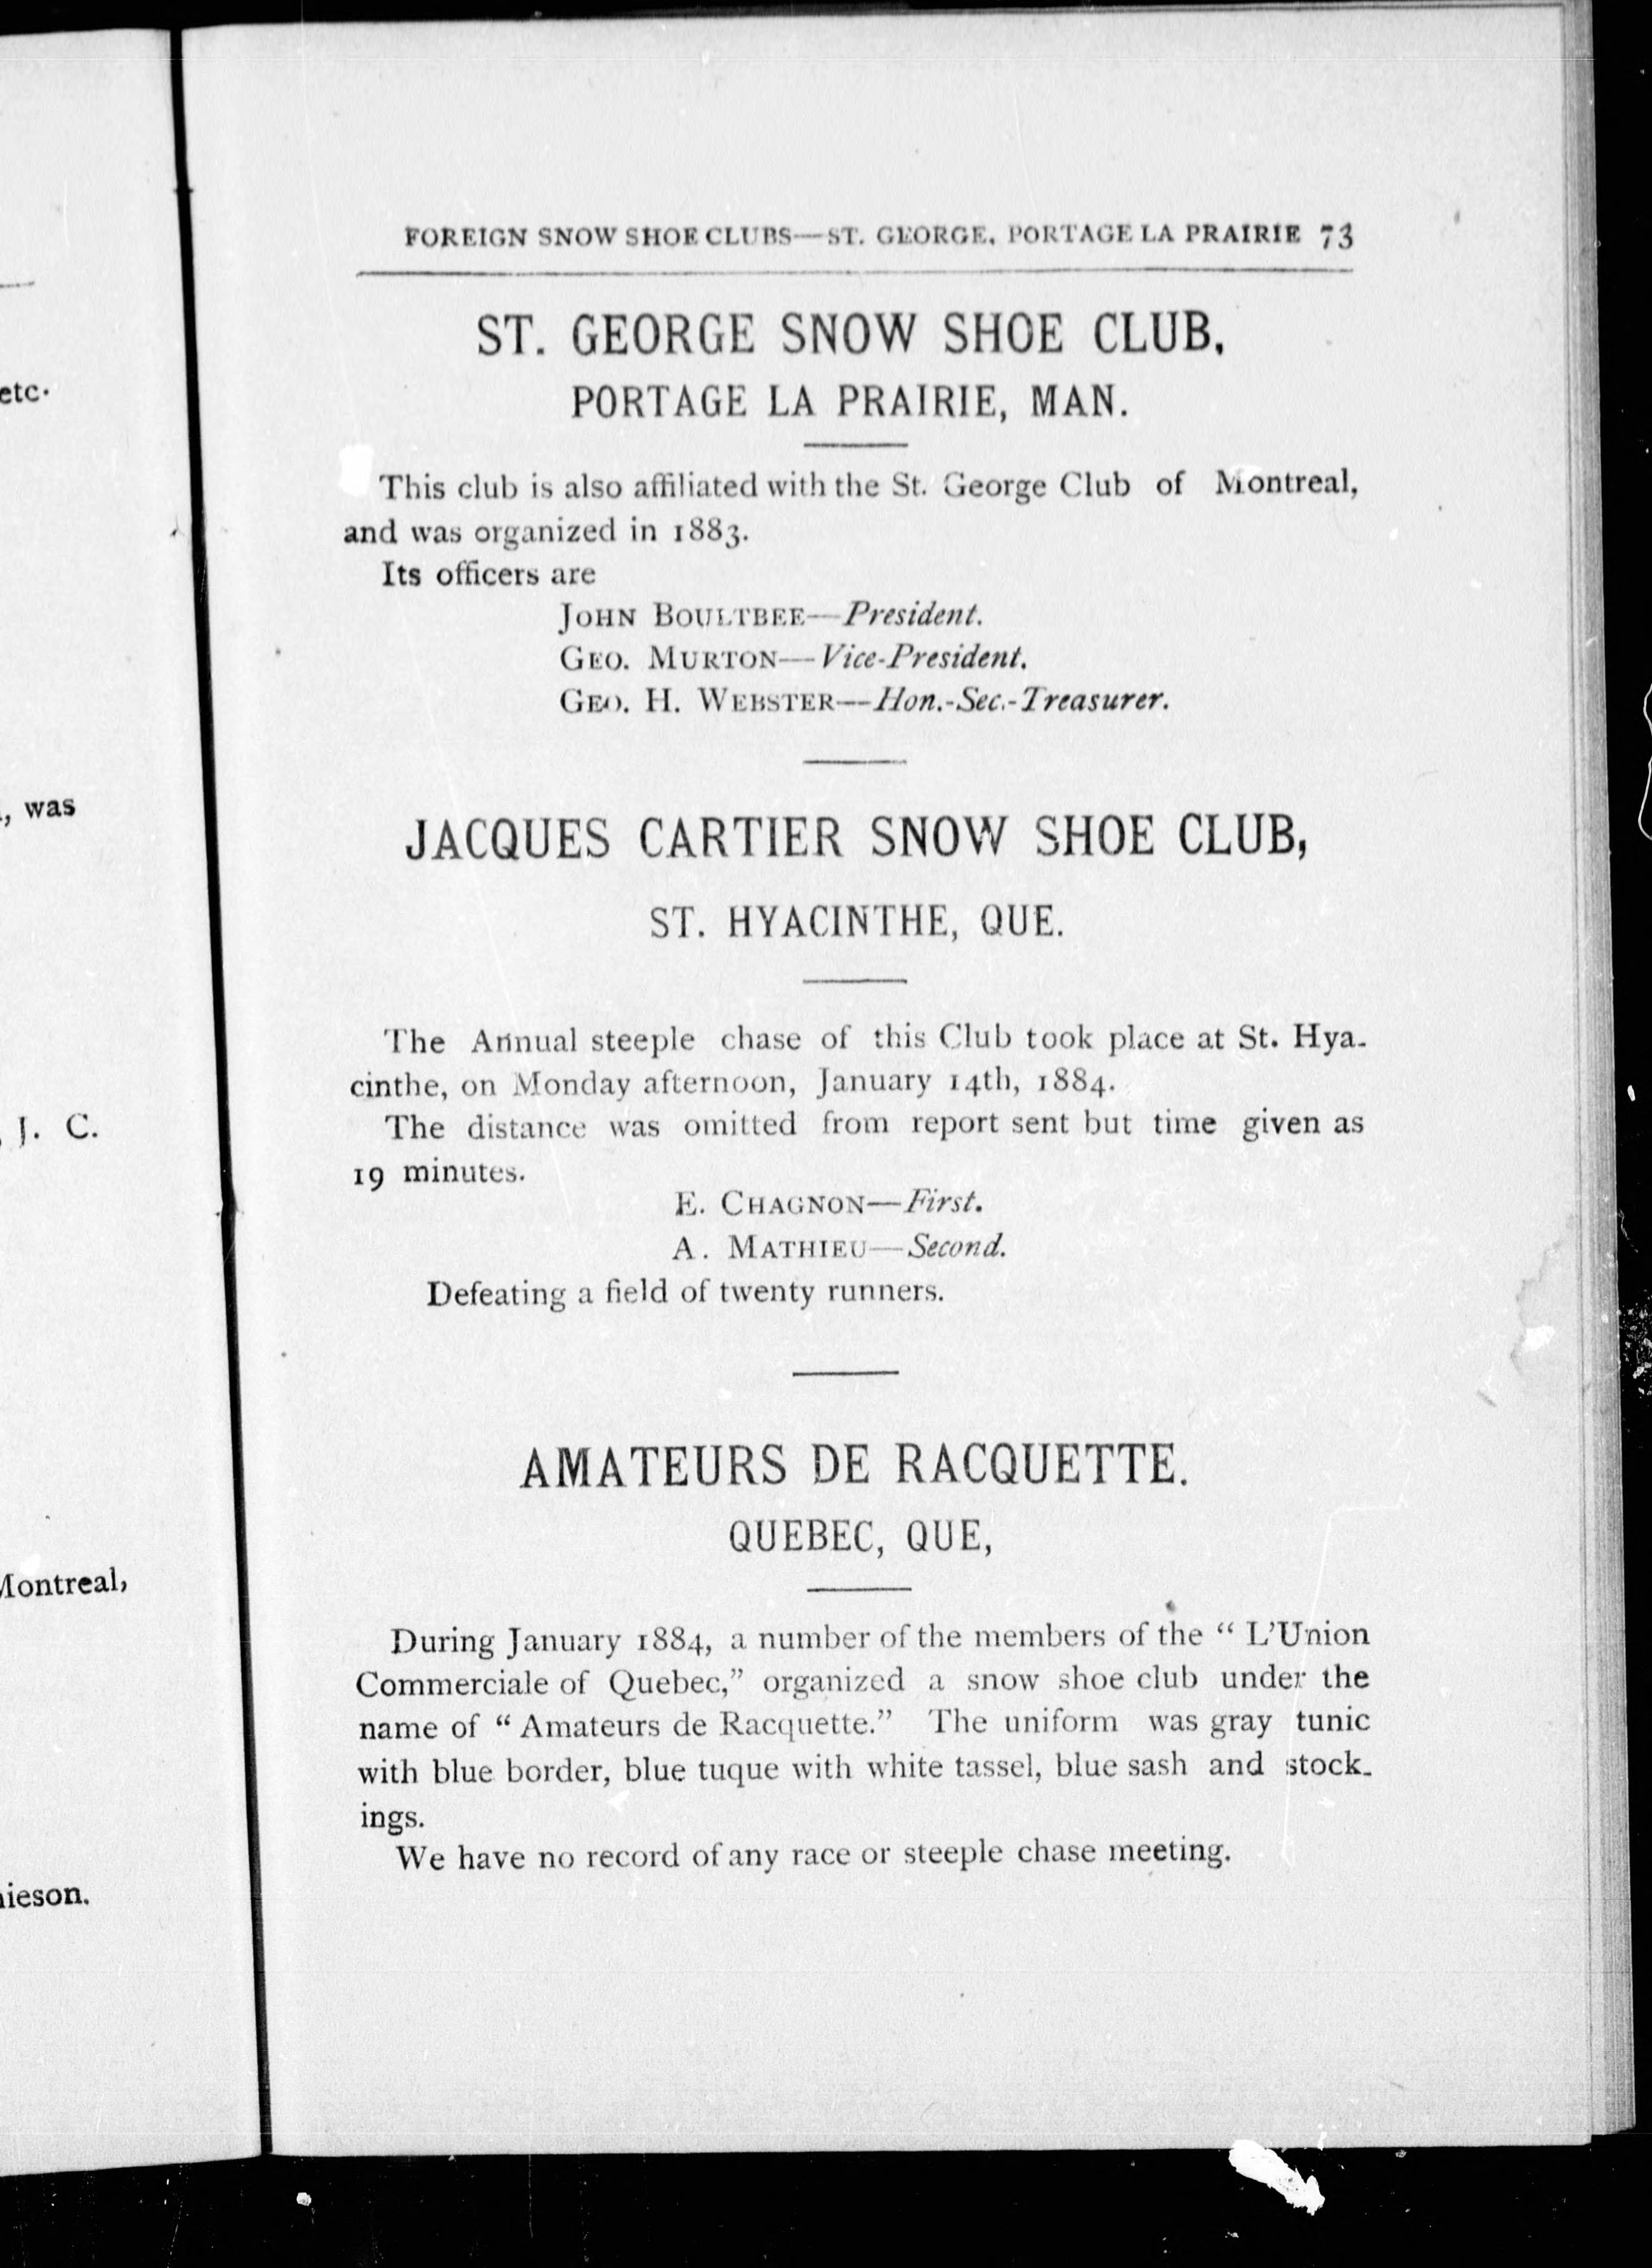 etc.
, was
, J. C.
Montreal,
nieson.
FOREIGN SNOW SHOE CLUBS—ST. GEORGE, PORTAGE LA PRAIRIE 73
ST. GEORGE SNOW SHOE CLUB,
PORTAGE LA PRAIRIE, MAN.
This club is also affiliated with the St. George Club of Montreal,
and was organized in 1883.
Its officers are
JOHN BOULTBEE—President.
GEO. MURTON—Vice-President.
GEO. H. WEBSTER—Hon.-Sec.-Treasurer.
JACQUES CARTIER SNOW SHOE CLUB,
ST. HYACINTHE, QUE.
The Annual steeple chase of this Club took place at St. Hya-
cinthe, on Monday afternoon, January 14th, 1884.
The distance was omitted from report sent but time given as
19 minutes.
E. CHAGNON—First.
A. MATHIEU—Second.
Defeating a field of twenty runners.
AMATEURS DE RACQUETTE.
QUEBEC, QUE,
During January 1884, a number of the members of the “ L’Union
Commerciale of Quebec,” organized a snow shoe club under the
name of “ Amateurs de Racquette.” The uniform was gray tunic
with blue border, blue tuque with white tassel, blue sash and stock-
ings.
We have no record of any race or steeple chase meeting.